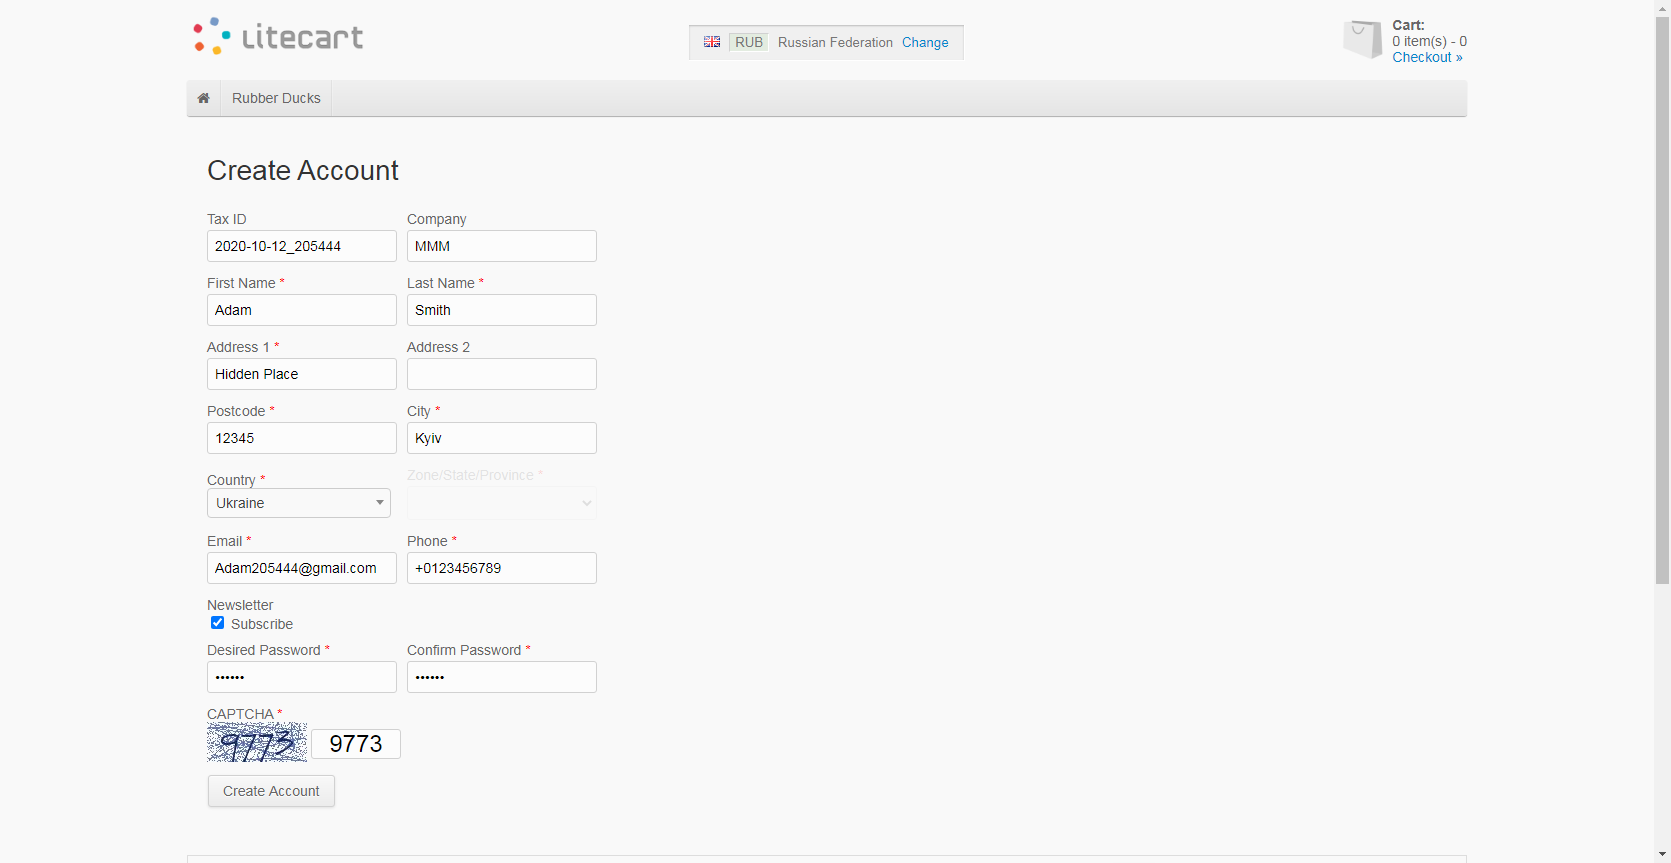 litecart
RUB Russian Federation Change
Cart:
0 item(s) - 0
Checkout »
Rubber Ducks
Create Account
Tax ID Company
2020-10-12_205444 MMM
First Name * Last Name *
Adam Smith
Address 1 * Address 2
Hidden Place
Postcode * City *
12345 Kyiv
Country * Zone/State/Province *
Ukraine
Email * Phone *
Adam205444@gmail.com +0123456789
Newsletter
Subscribe
Desired Password * Confirm Password *
•••••• ••••••
CAPTCHA *
9773 9773
Create Account